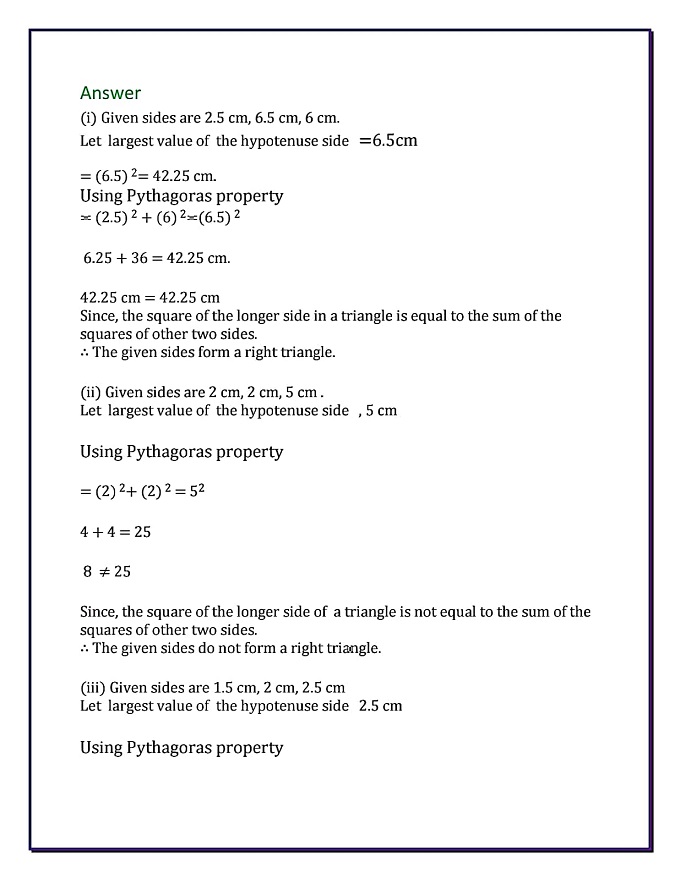 Answer
(i) Given sides are 2.5 cm, 6.5 cm, 6 cm.
Let largest value of the hypotenuse side =6.5cm
= (6.5) ²= 42.25 cm.
Using Pythagoras property
= (2.5) ² + (6) ²=(6.5) ²
6.25 + 36 = 42.25 cm.
42.25 cm = 42.25 cm
Since, the square of the longer side in a triangle is equal to the sum of the
squares of other two sides.
∴ The given sides form a right triangle.
(ii) Given sides are 2 cm, 2 cm, 5 cm .
Let largest value of the hypotenuse side , 5 cm
Using Pythagoras property
= (2) ²+ (2) ² = 5²
4 + 4 = 25
8 ≠ 25
Since, the square of the longer side of a triangle is not equal to the sum of the
squares of other two sides.
∴ The given sides do not form a right triangle.
(iii) Given sides are 1.5 cm, 2 cm, 2.5 cm
Let largest value of the hypotenuse side 2.5 cm
Using Pythagoras property